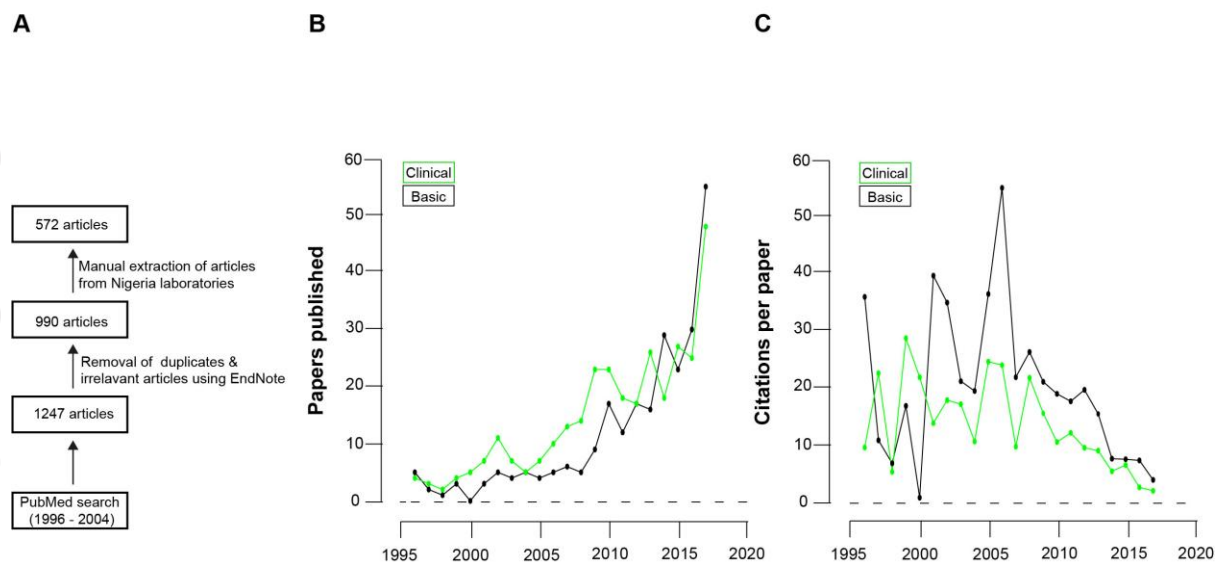 A
572 articles
Manual extraction of articles
from Nigeria laboratories
990 articles
Removal of duplicates &
irrelavant articles using EndNote
1247 articles
PubMed search
(1996 - 2004)
B
Papers published
60
50
40
30
20
10
0
Clinical
Basic
1995
2000
2005
2010
2015
2020
C
Citations per paper
60
50
40
30
20
10
0
Clinical
Basic
1995
2000
2005
2010
2015
2020